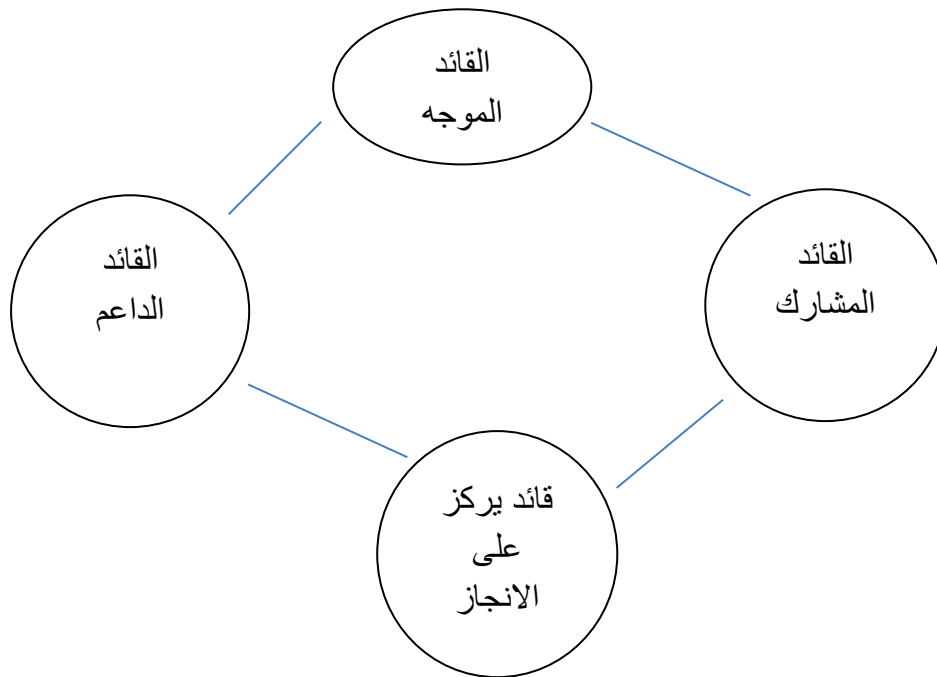 القائد
الموجه
القائد
المشارك
القائد
الداعم
قائد يركز
على
الانجاز